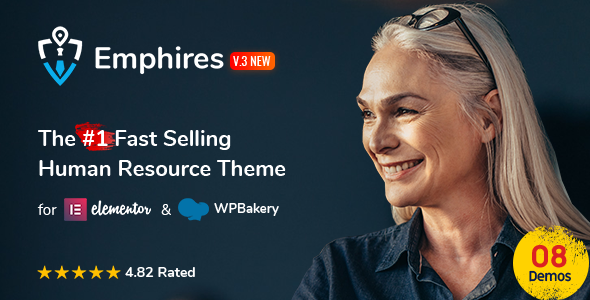 Emphires V.3 NEW
The #1 Fast Selling
Human Resource Theme
for elementor & WPBakery
4.82 Rated
08
Demos